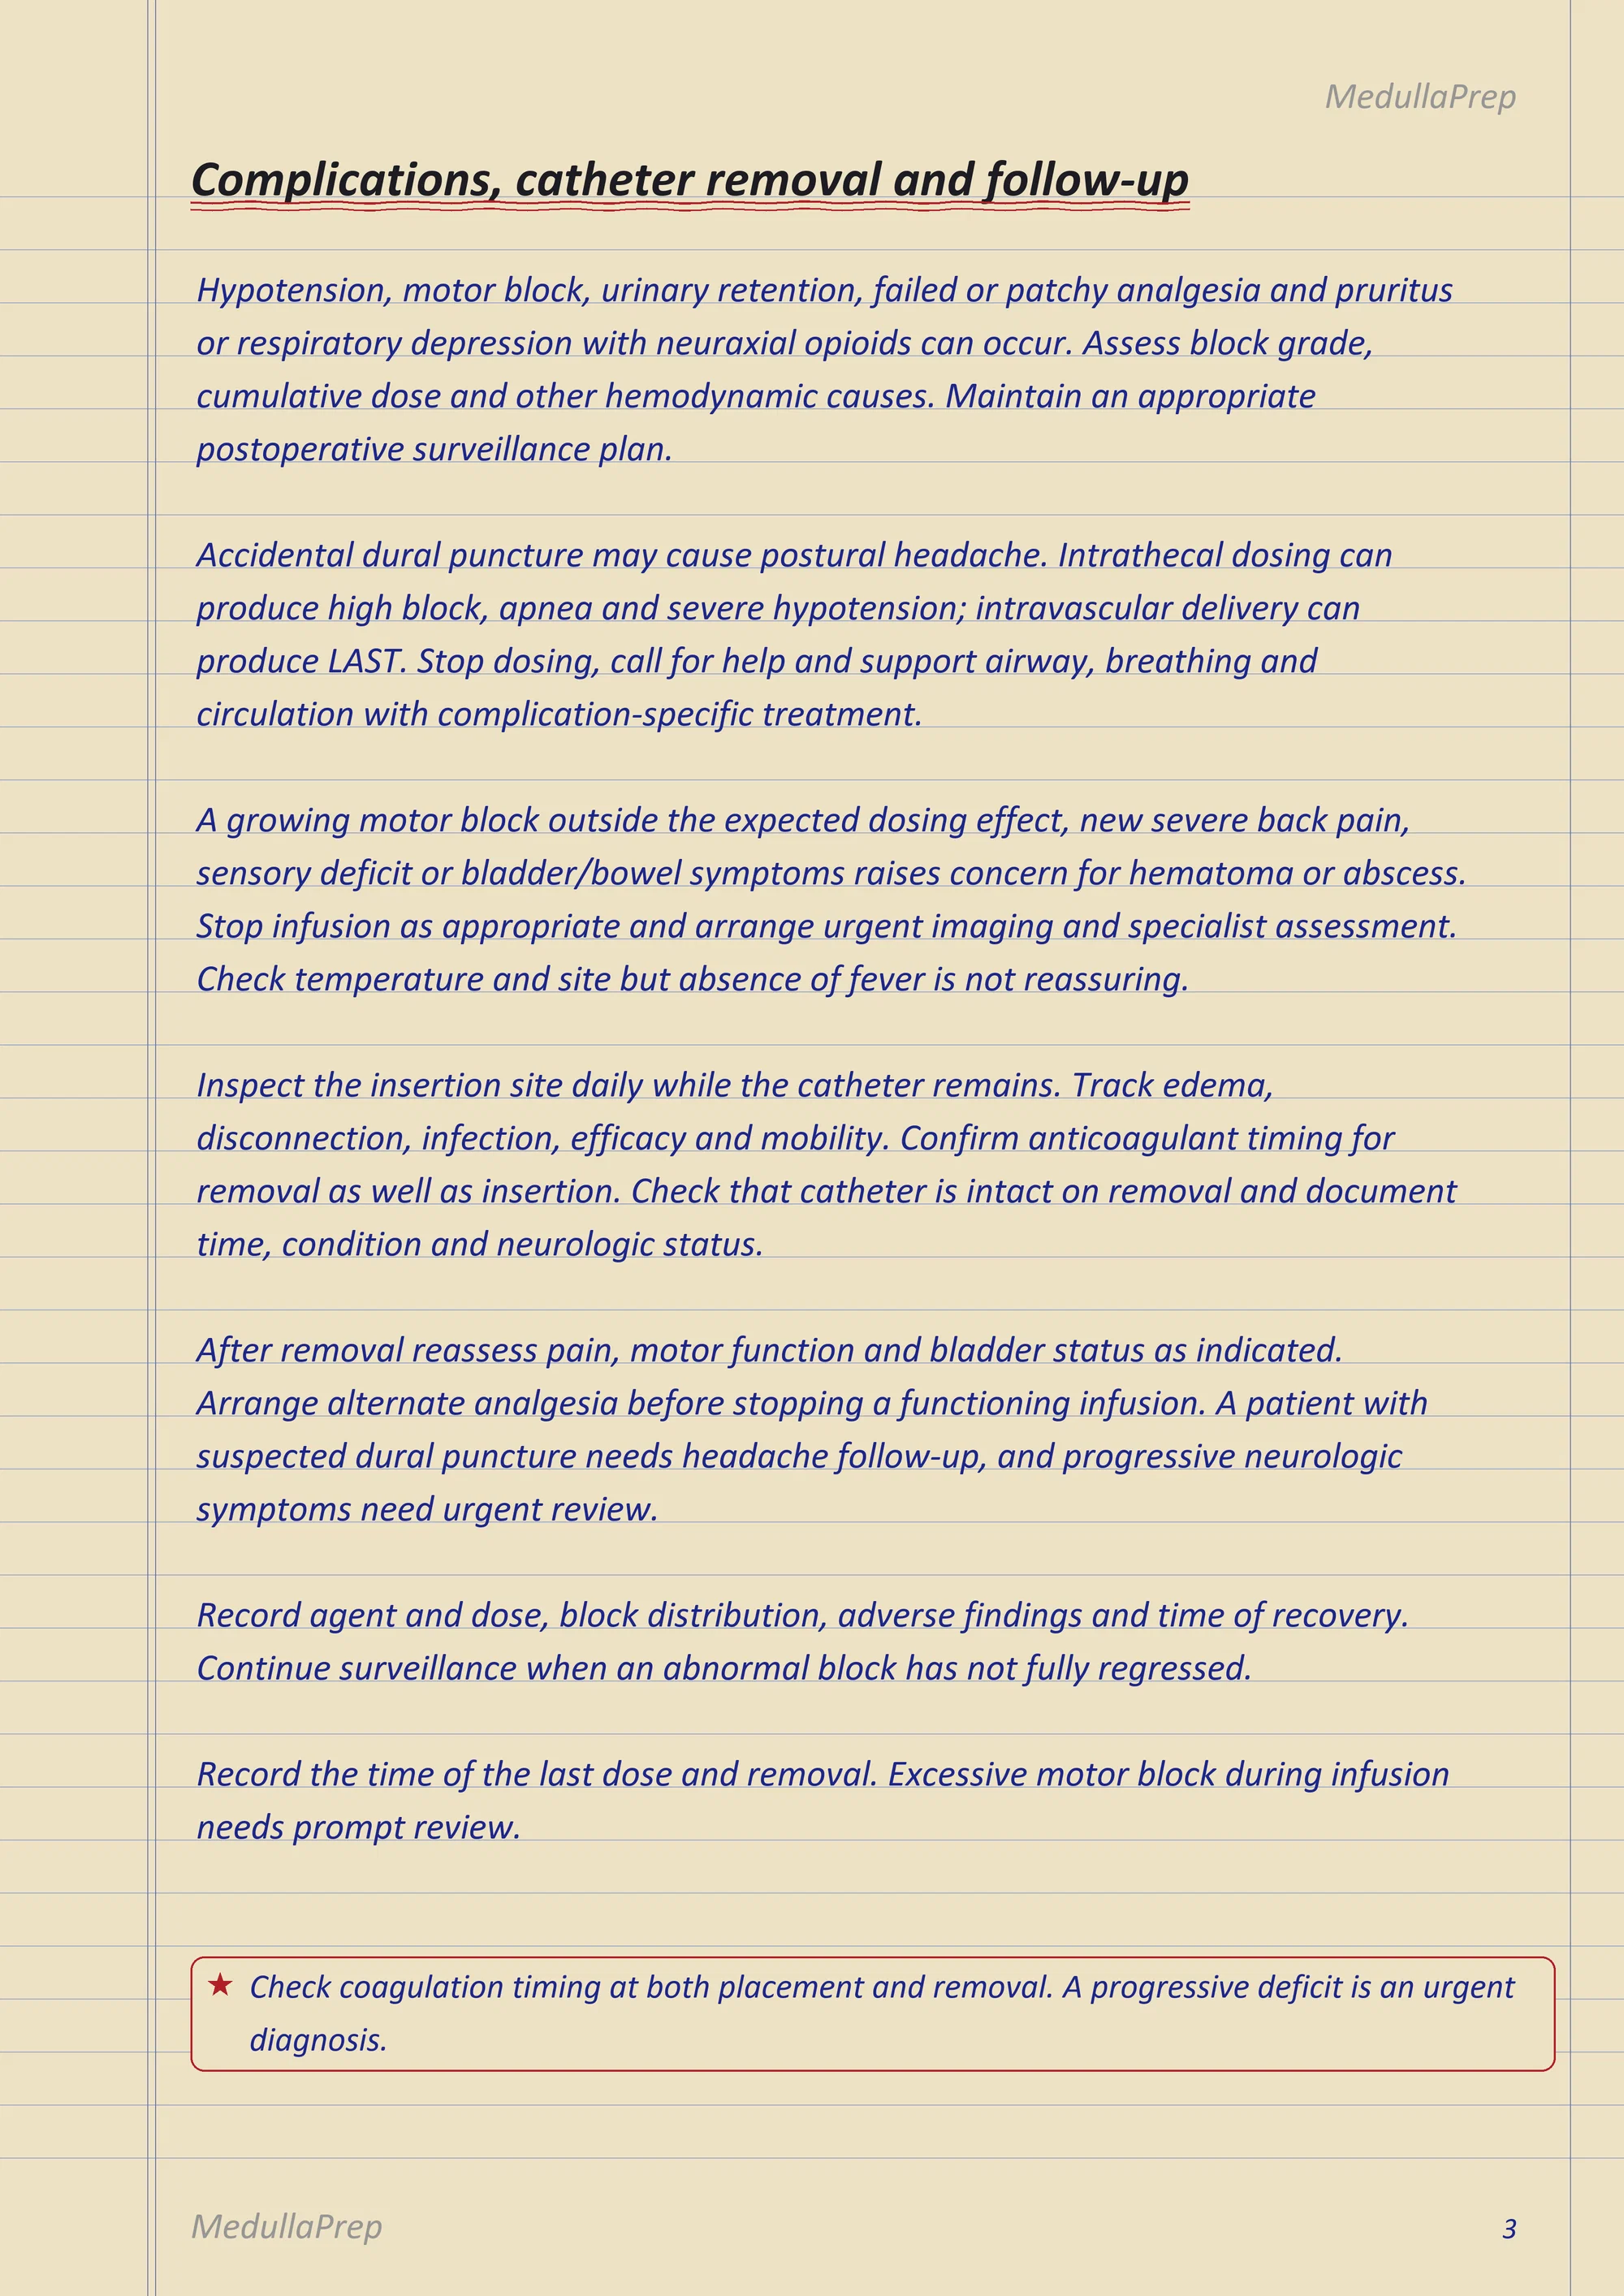 MedullaPrep
Complications, catheter removal and follow-up
Hypotension, motor block, urinary retention, failed or patchy analgesia and pruritus
or respiratory depression with neuraxial opioids can occur. Assess block grade,
cumulative dose and other hemodynamic causes. Maintain an appropriate
postoperative surveillance plan.
Accidental dural puncture may cause postural headache. Intrathecal dosing can
produce high block, apnea and severe hypotension; intravascular delivery can
produce LAST. Stop dosing, call for help and support airway, breathing and
circulation with complication-specific treatment.
A growing motor block outside the expected dosing effect, new severe back pain,
sensory deficit or bladder/bowel symptoms raises concern for hematoma or abscess.
Stop infusion as appropriate and arrange urgent imaging and specialist assessment.
Check temperature and site but absence of fever is not reassuring.
Inspect the insertion site daily while the catheter remains. Track edema,
disconnection, infection, efficacy and mobility. Confirm anticoagulant timing for
removal as well as insertion. Check that catheter is intact on removal and document
time, condition and neurologic status.
After removal reassess pain, motor function and bladder status as indicated.
Arrange alternate analgesia before stopping a functioning infusion. A patient with
suspected dural puncture needs headache follow-up, and progressive neurologic
symptoms need urgent review.
Record agent and dose, block distribution, adverse findings and time of recovery.
Continue surveillance when an abnormal block has not fully regressed.
Record the time of the last dose and removal. Excessive motor block during infusion
needs prompt review.
★ Check coagulation timing at both placement and removal. A progressive deficit is an urgent
diagnosis.
MedullaPrep
3